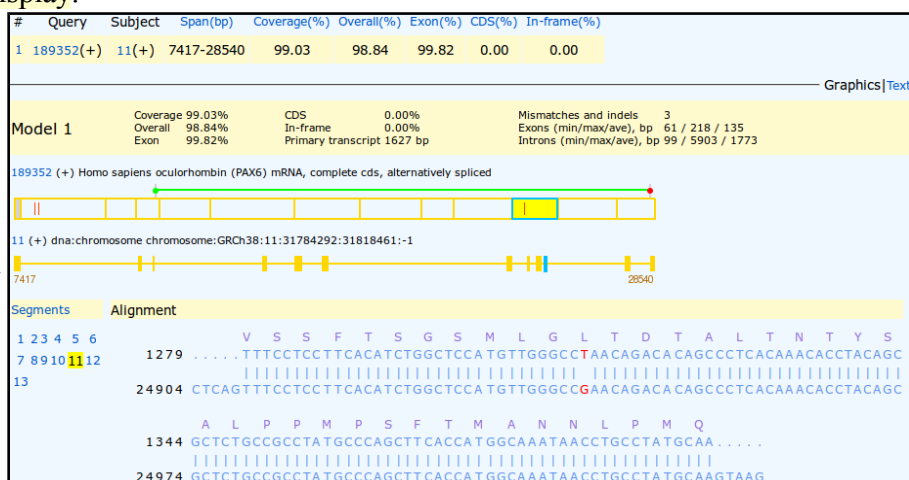 isplay.
# Query Subject Span(bp) Coverage(%) Overall(%) Exon(%) CDS(%) In-frame(%)
1 189352(+) 11(+) 7417-28540 99.03 98.84 99.82 0.00 0.00
Graphics|Text
Model 1
Coverage 99.03% CDS 0.00% Mismatches and indels 3
Overall 98.84% In-frame 0.00% Exons (min/max/ave), bp 61 / 218 / 135
Exon 99.82% Primary transcript 1627 bp Introns (min/max/ave), bp 99 / 5903 / 1773
189352 (+) Homo sapiens oculorhombin (PAX6) mRNA, complete cds, alternatively spliced
11 (+) dna:chromosome chromosome:GRCh38:11:31784292:31818461:-1
7417 28540
Segments Alignment
1 2 3 4 5 6
7 8 9 10 11 12
13
V S S F T S G S M L G L T D T A L T N T Y S
1279 .....TTTCCTCCTTCACATCTGGCTCCATGTTGGGCCTAACAGACACAGCCCTCACAAACACCTACAGC
24904 CTCAGTTTCCTCCTTCACATCTGGCTCCATGTTGGGCCGAACAGACACAGCCCTCACAAACACCTACAGC
A L P P M P S F T M A N N L P M Q
1344 GCTCTGCCGCCTATGCCCAGCTTCACCATGGCAAATAACCTGCCTATGCAA.....
24974 GCTCTGCCGCCTATGCCCAGCTTCACCATGGCAAATAACCTGCCTATGCAAGTAAG